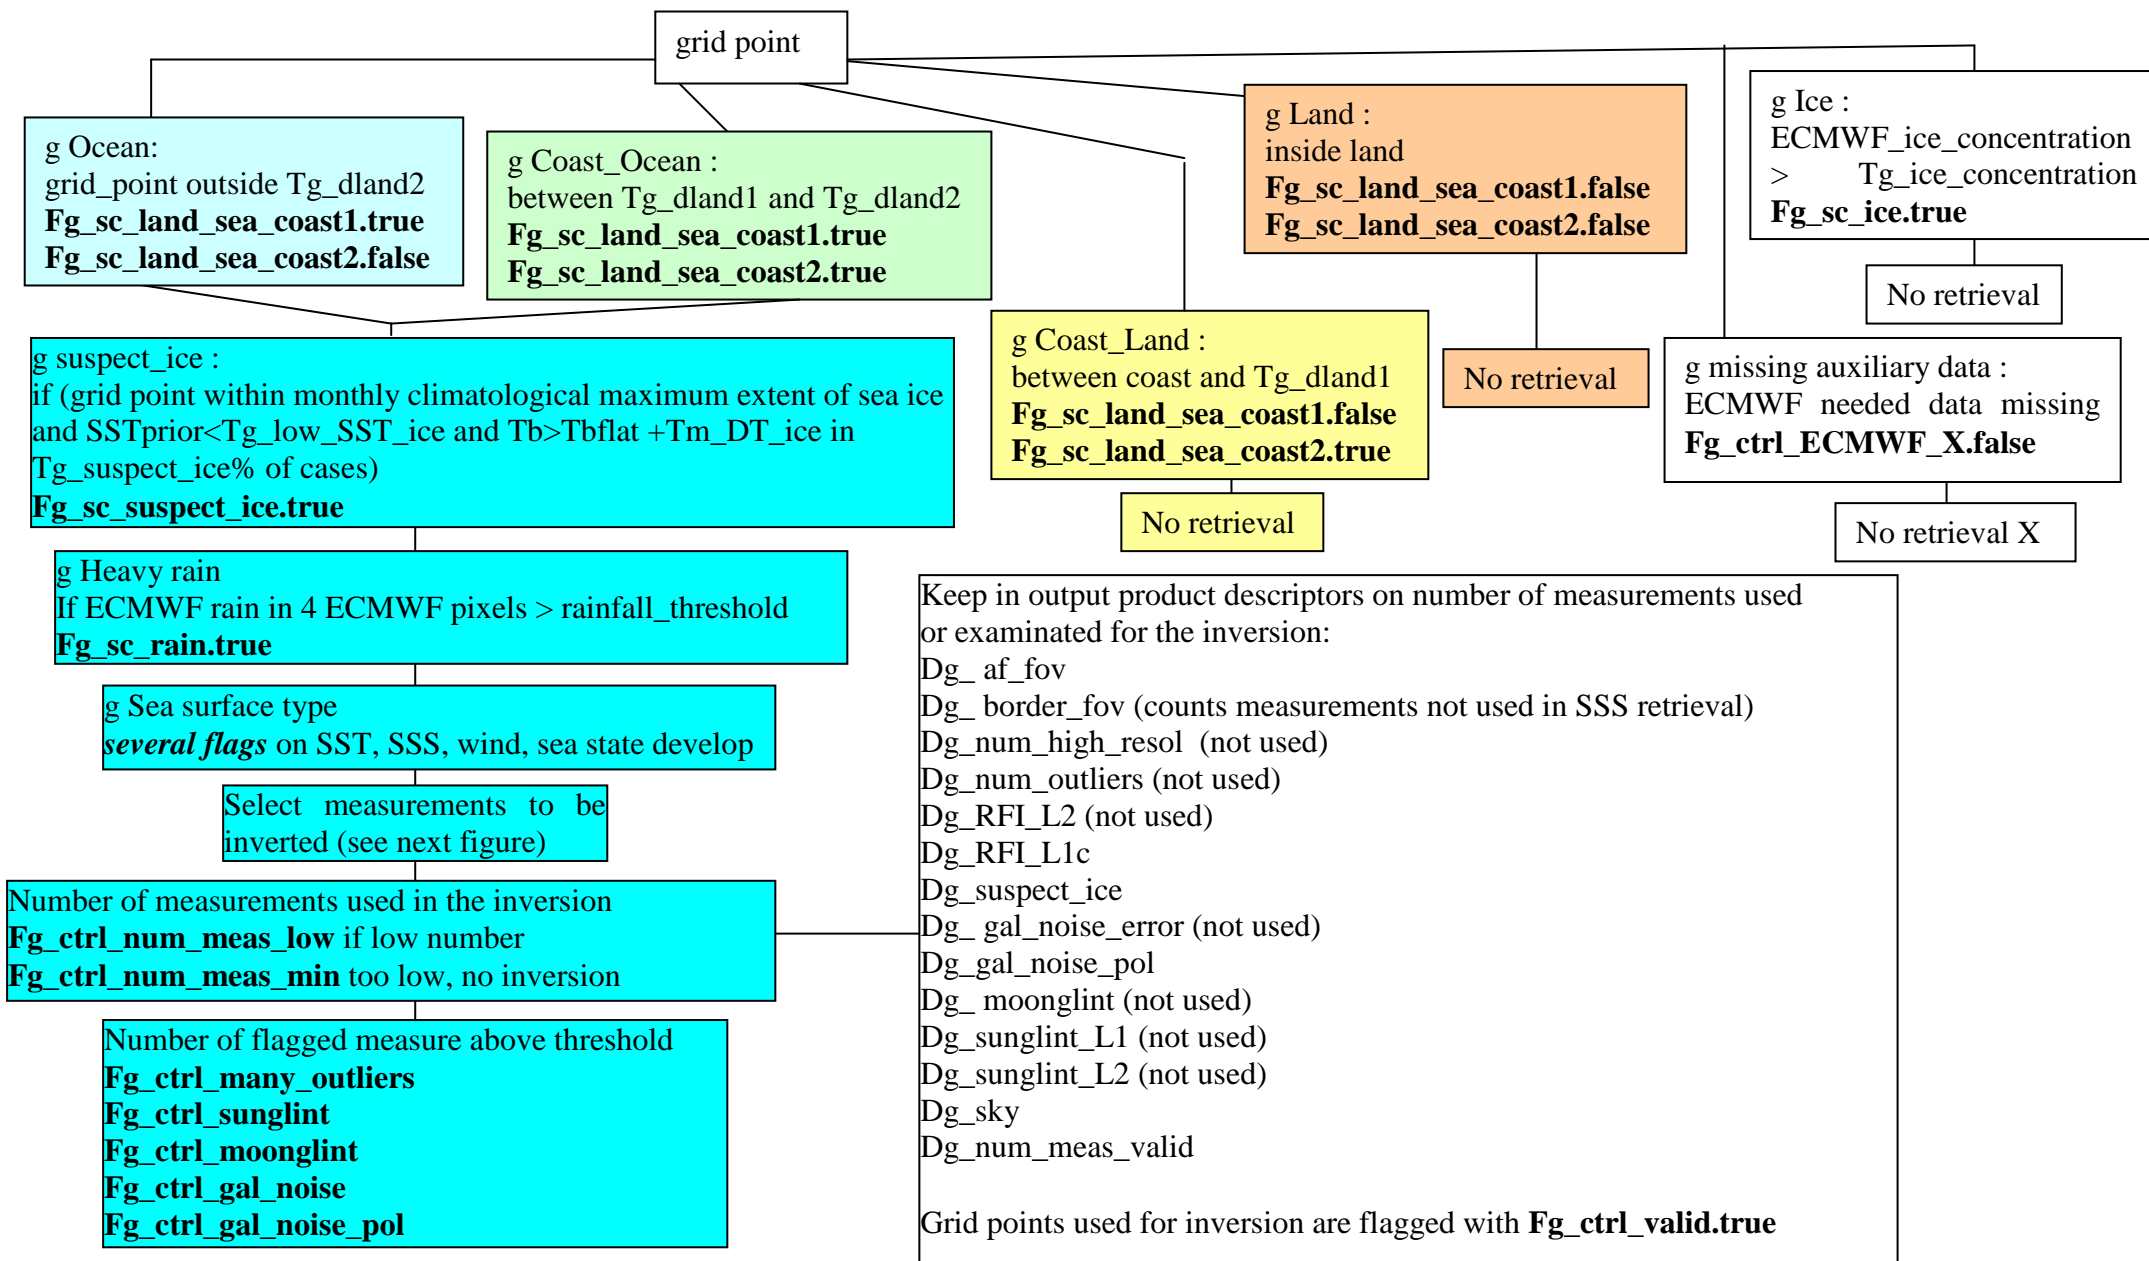 grid point
g Ocean:
grid_point outside Tg_dland2
Fg_sc_land_sea_coast1.true
Fg_sc_land_sea_coast2.false
g Coast_Ocean :
between Tg_dland1 and Tg_dland2
Fg_sc_land_sea_coast1.true
Fg_sc_land_sea_coast2.true
g Land :
inside land
Fg_sc_land_sea_coast1.false
Fg_sc_land_sea_coast2.false
g Ice :
ECMWF_ice_concentration
> Tg_ice_concentration
Fg_sc_ice.true
No retrieval
g suspect_ice :
if (grid point within monthly climatological maximum extent of sea ice
and SSTprior<Tg_low_SST_ice and Tb>Tbflat +Tm_DT_ice in
Tg_suspect_ice% of cases)
Fg_sc_suspect_ice.true
g Coast_Land :
between coast and Tg_dland1
Fg_sc_land_sea_coast1.false
Fg_sc_land_sea_coast2.true
No retrieval
No retrieval
g missing auxiliary data :
ECMWF needed data missing
Fg_ctrl_ECMWF_X.false
No retrieval X
g Heavy rain
If ECMWF rain in 4 ECMWF pixels > rainfall_threshold
Fg_sc_rain.true
g Sea surface type
several flags on SST, SSS, wind, sea state develop
Select measurements to be
inverted (see next figure)
Number of measurements used in the inversion
Fg_ctrl_num_meas_low if low number
Fg_ctrl_num_meas_min too low, no inversion
Number of flagged measure above threshold
Fg_ctrl_many_outliers
Fg_ctrl_sunglint
Fg_ctrl_moonglint
Fg_ctrl_gal_noise
Fg_ctrl_gal_noise_pol
Keep in output product descriptors on number of measurements used
or examinated for the inversion:
Dg_ af_fov
Dg_ border_fov (counts measurements not used in SSS retrieval)
Dg_num_high_resol (not used)
Dg_num_outliers (not used)
Dg_RFI_L2 (not used)
Dg_RFI_L1c
Dg_suspect_ice
Dg_ gal_noise_error (not used)
Dg_gal_noise_pol
Dg_ moonglint (not used)
Dg_sunglint_L1 (not used)
Dg_sunglint_L2 (not used)
Dg_sky
Dg_num_meas_valid
Grid points used for inversion are flagged with Fg_ctrl_valid.true